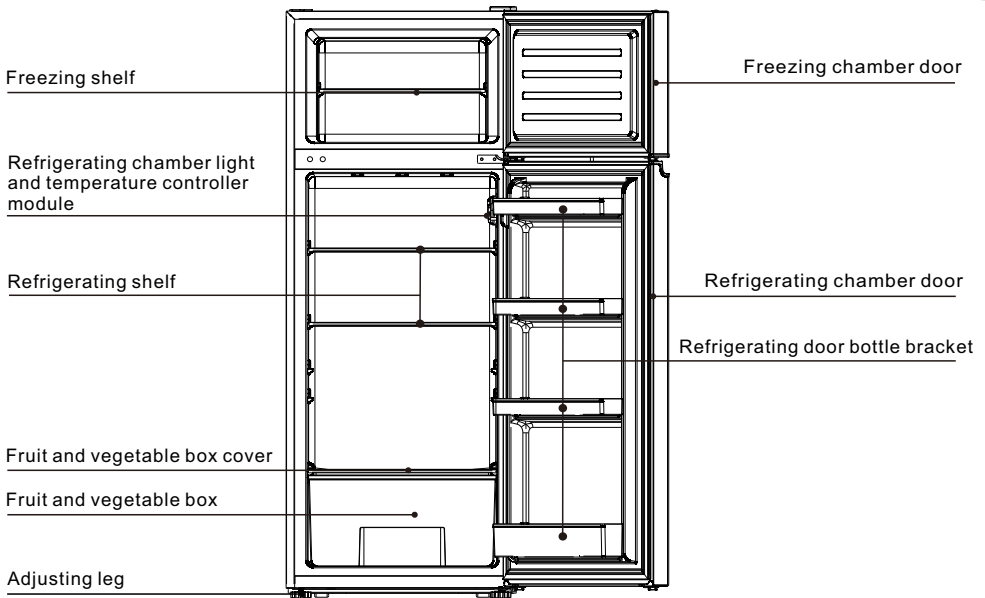 Freezing shelf
Freezing chamber door
Refrigerating chamber light
and temperature controller
module
Refrigerating shelf
Refrigerating chamber door
Refrigerating door bottle bracket
Fruit and vegetable box cover
Fruit and vegetable box
Adjusting leg